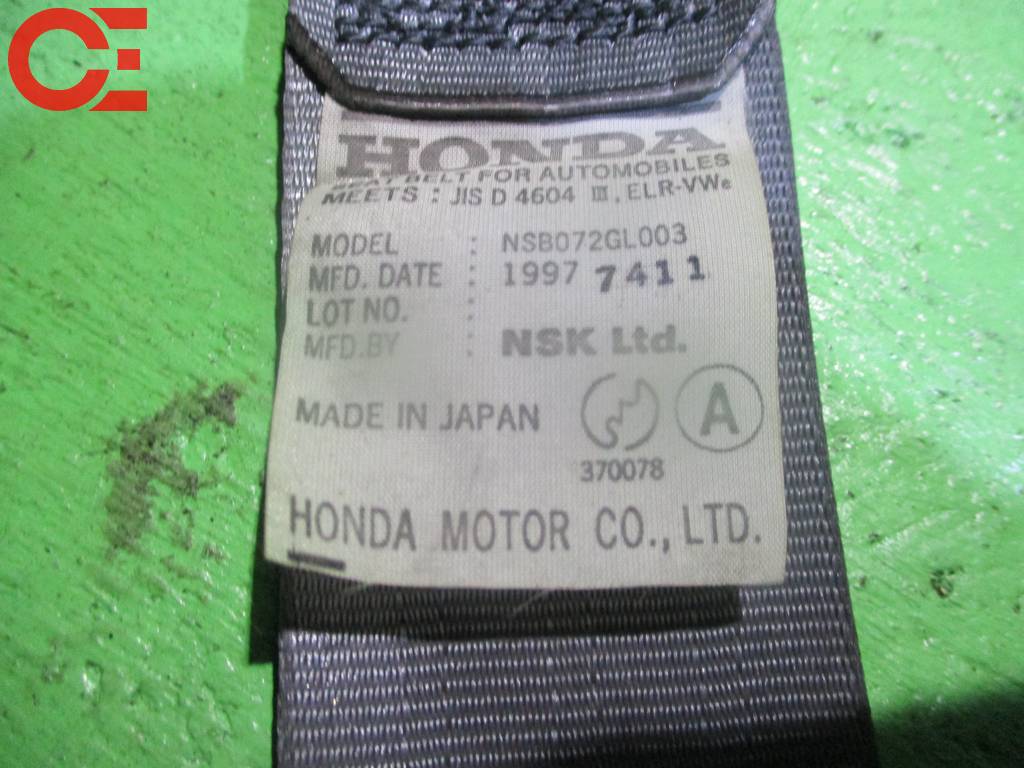 HONDA
SEAT BELT FOR AUTOMOBILES
MEETS : JIS D 4604 III, ELR-VWe
MODEL : NSB072GL003
MFD. DATE : 1997 7411
LOT NO. :
MFD.BY : NSK Ltd.
MADE IN JAPAN
A
370078
HONDA MOTOR CO., LTD.